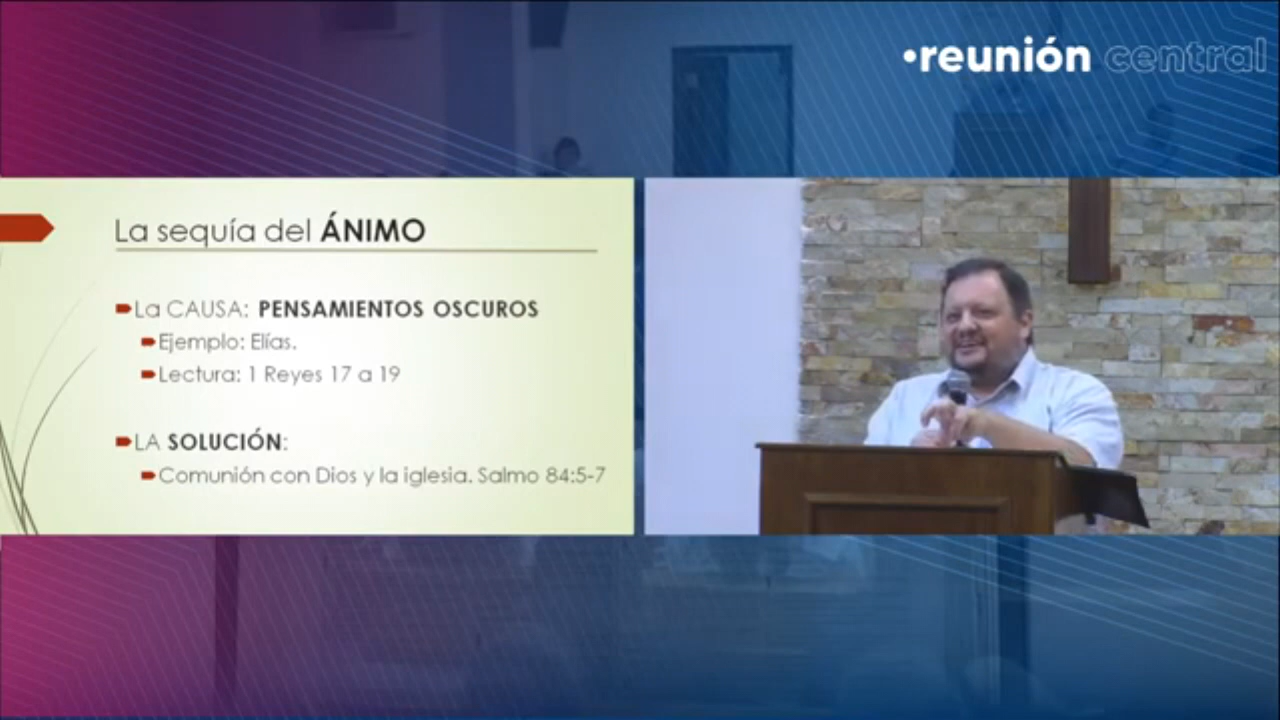 •reunión central
La sequía del ÁNIMO
La CAUSA: PENSAMIENTOS OSCUROS
Ejemplo: Elías.
Lectura: 1 Reyes 17 a 19
LA SOLUCIÓN:
Comunión con Dios y la iglesia. Salmo 84:5-7